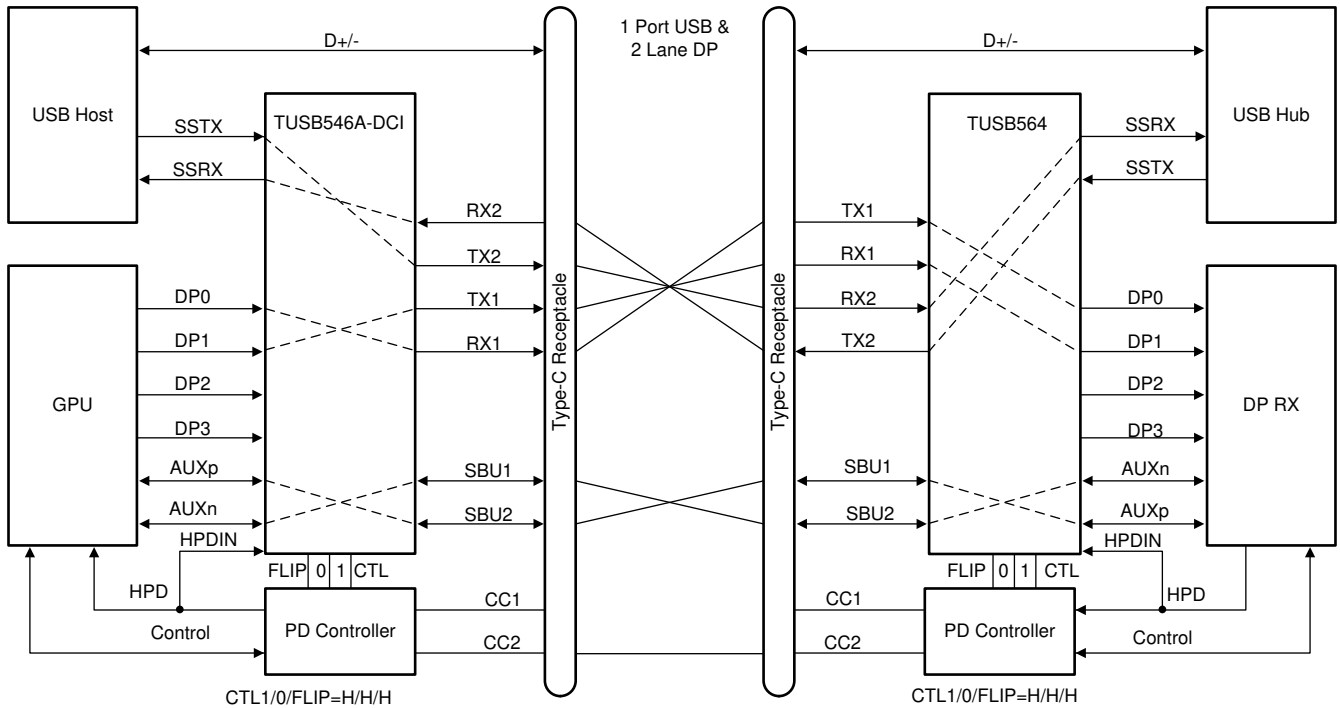 1 Port USB &
2 Lane DP
D+/-
D+/-
USB Host
TUSB546A-DCI
TUSB564
USB Hub
SSTX
SSRX
SSRX
SSTX
RX2
TX2
TX1
RX1
TX1
RX1
RX2
TX2
Type-C Receptacle
Type-C Receptacle
GPU
DP0
DP1
DP2
DP3
AUXp
AUXn
HPDIN
SBU1
SBU2
SBU1
SBU2
DP0
DP1
DP2
DP3
AUXn
AUXp
HPDIN
DP RX
FLIP 0 1 CTL
FLIP 0 1 CTL
HPD
Control
PD Controller
CC1
CC2
CC1
CC2
PD Controller
HPD
Control
CTL1/0/FLIP=H/H/H
CTL1/0/FLIP=H/H/H